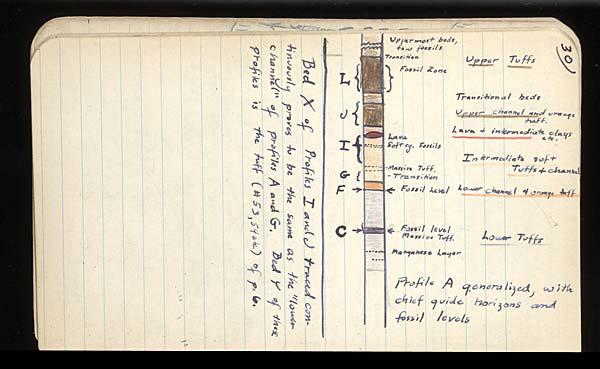 30)
Uppermost beds,
few fossils
Transition
Upper Tuffs
L
Fossil Zone
Transitional beds
J
Upper channel and orange
tuff.
Lava + intermediate clays
etc.
I
Lava
Soft og. Fossils
Intermediate soft
Tuffs + channel
G
Massive Tuff.
-Transition
F
Fossil Level
Lower channel & orange tuff
C
Fossil level
Massive Tuff.
Lower Tuffs
Manganese Layer
Profile A generalized, with
chief guide horizons and
fossil levels
Bed X of Profiles I and J traced con-
tinuously proves to be the same as the "lower
channel" of profiles A and G. Bed Y of these
profiles is the tuff (#53, ) of p. 6.